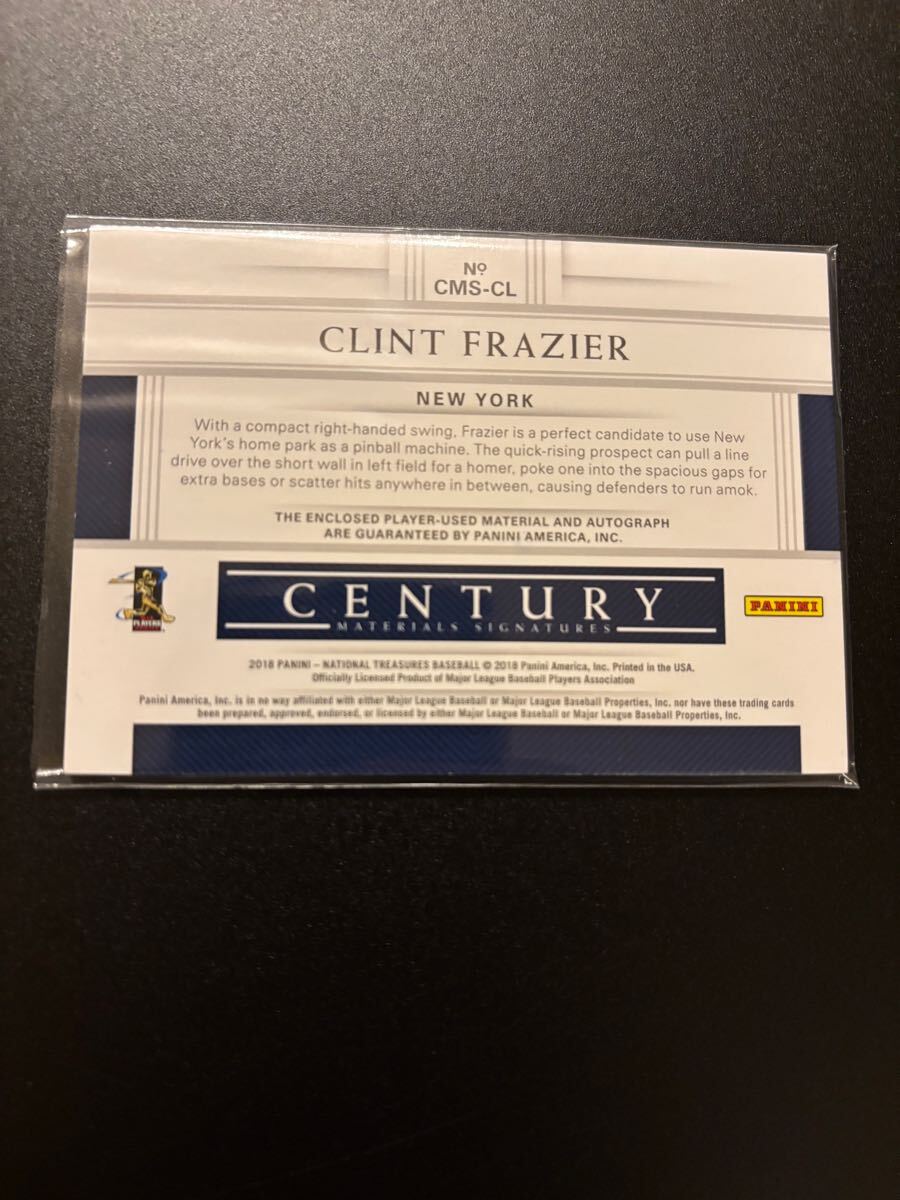 Nº
CMS-CL
CLINT FRAZIER
NEW YORK
With a compact right-handed swing, Frazier is a perfect candidate to use New
York's home park as a pinball machine. The quick-rising prospect can pull a line
drive over the short wall in left field for a homer, poke one into the spacious gaps for
extra bases or scatter hits anywhere in between, causing defenders to run amok.
THE ENCLOSED PLAYER-USED MATERIAL AND AUTOGRAPH
ARE GUARANTEED BY PANINI AMERICA, INC.
PLAYERS
CENTURY
MATERIALS SIGNATURES
PANINI
2018 PANINI – NATIONAL TREASURES BASEBALL © 2018 Panini America, Inc. Printed in the USA.
Officially Licensed Product of Major League Baseball Players Association
Panini America, Inc. is in no way affiliated with either Major League Baseball or Major League Baseball Properties, Inc. nor have these trading cards
been prepared, approved, endorsed, or licensed by either Major League Baseball or Major League Baseball Properties, Inc.